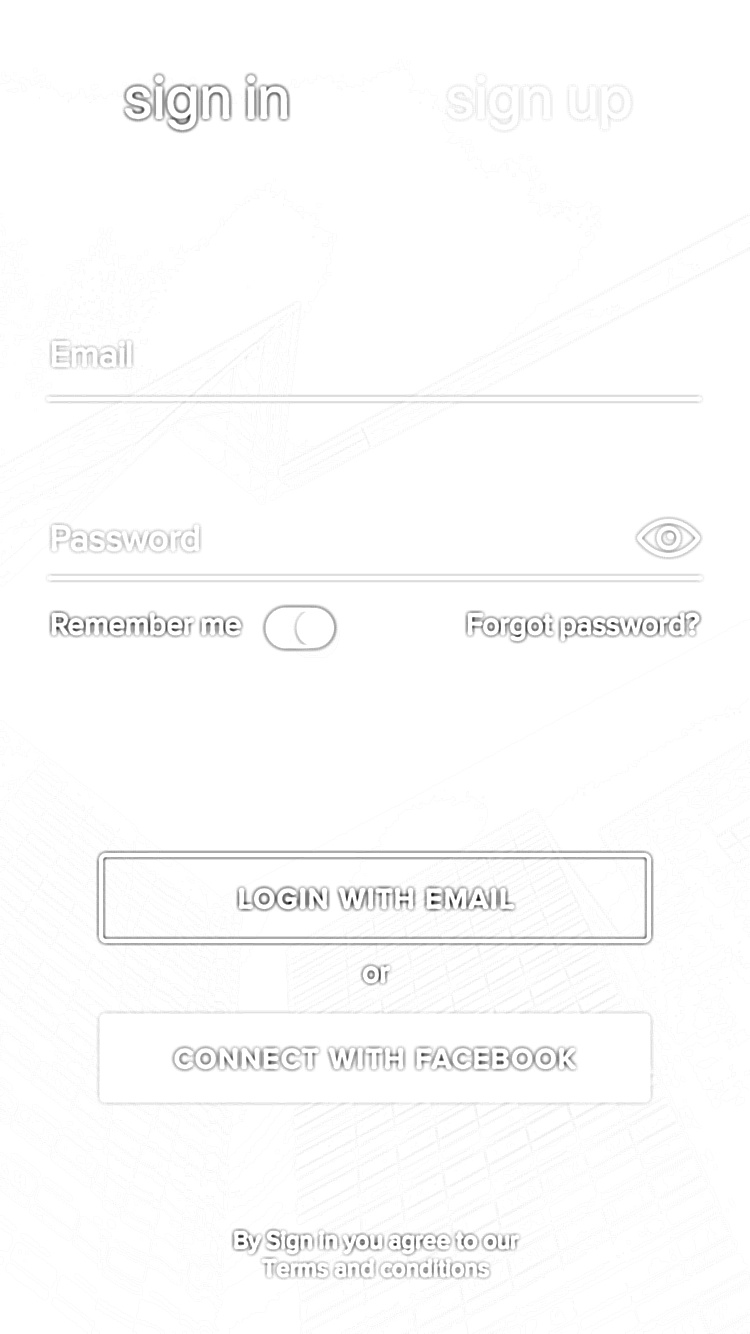 sign in sign up
Email
Password
Remember me Forgot password?
LOGIN WITH EMAIL
or
CONNECT WITH FACEBOOK
By Sign in you agree to our
Terms and conditions